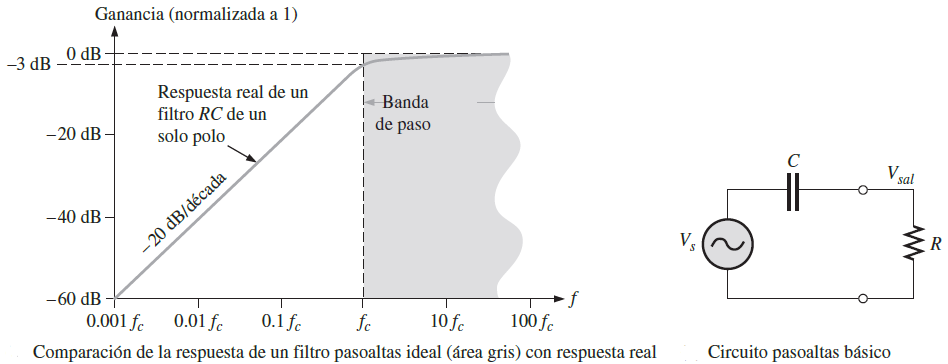 Ganancia (normalizada a 1)
0 dB
–3 dB
Respuesta real de un
filtro RC de un
solo polo
Banda
de paso
–20 dB
–20 dB/década
–40 dB
–60 dB
f
0.001 fc
0.01 fc
0.1 fc
fc
10 fc
100 fc
C
Vsal
Vs
R
Comparación de la respuesta de un filtro pasoaltas ideal (área gris) con respuesta real
Circuito pasoaltas básico